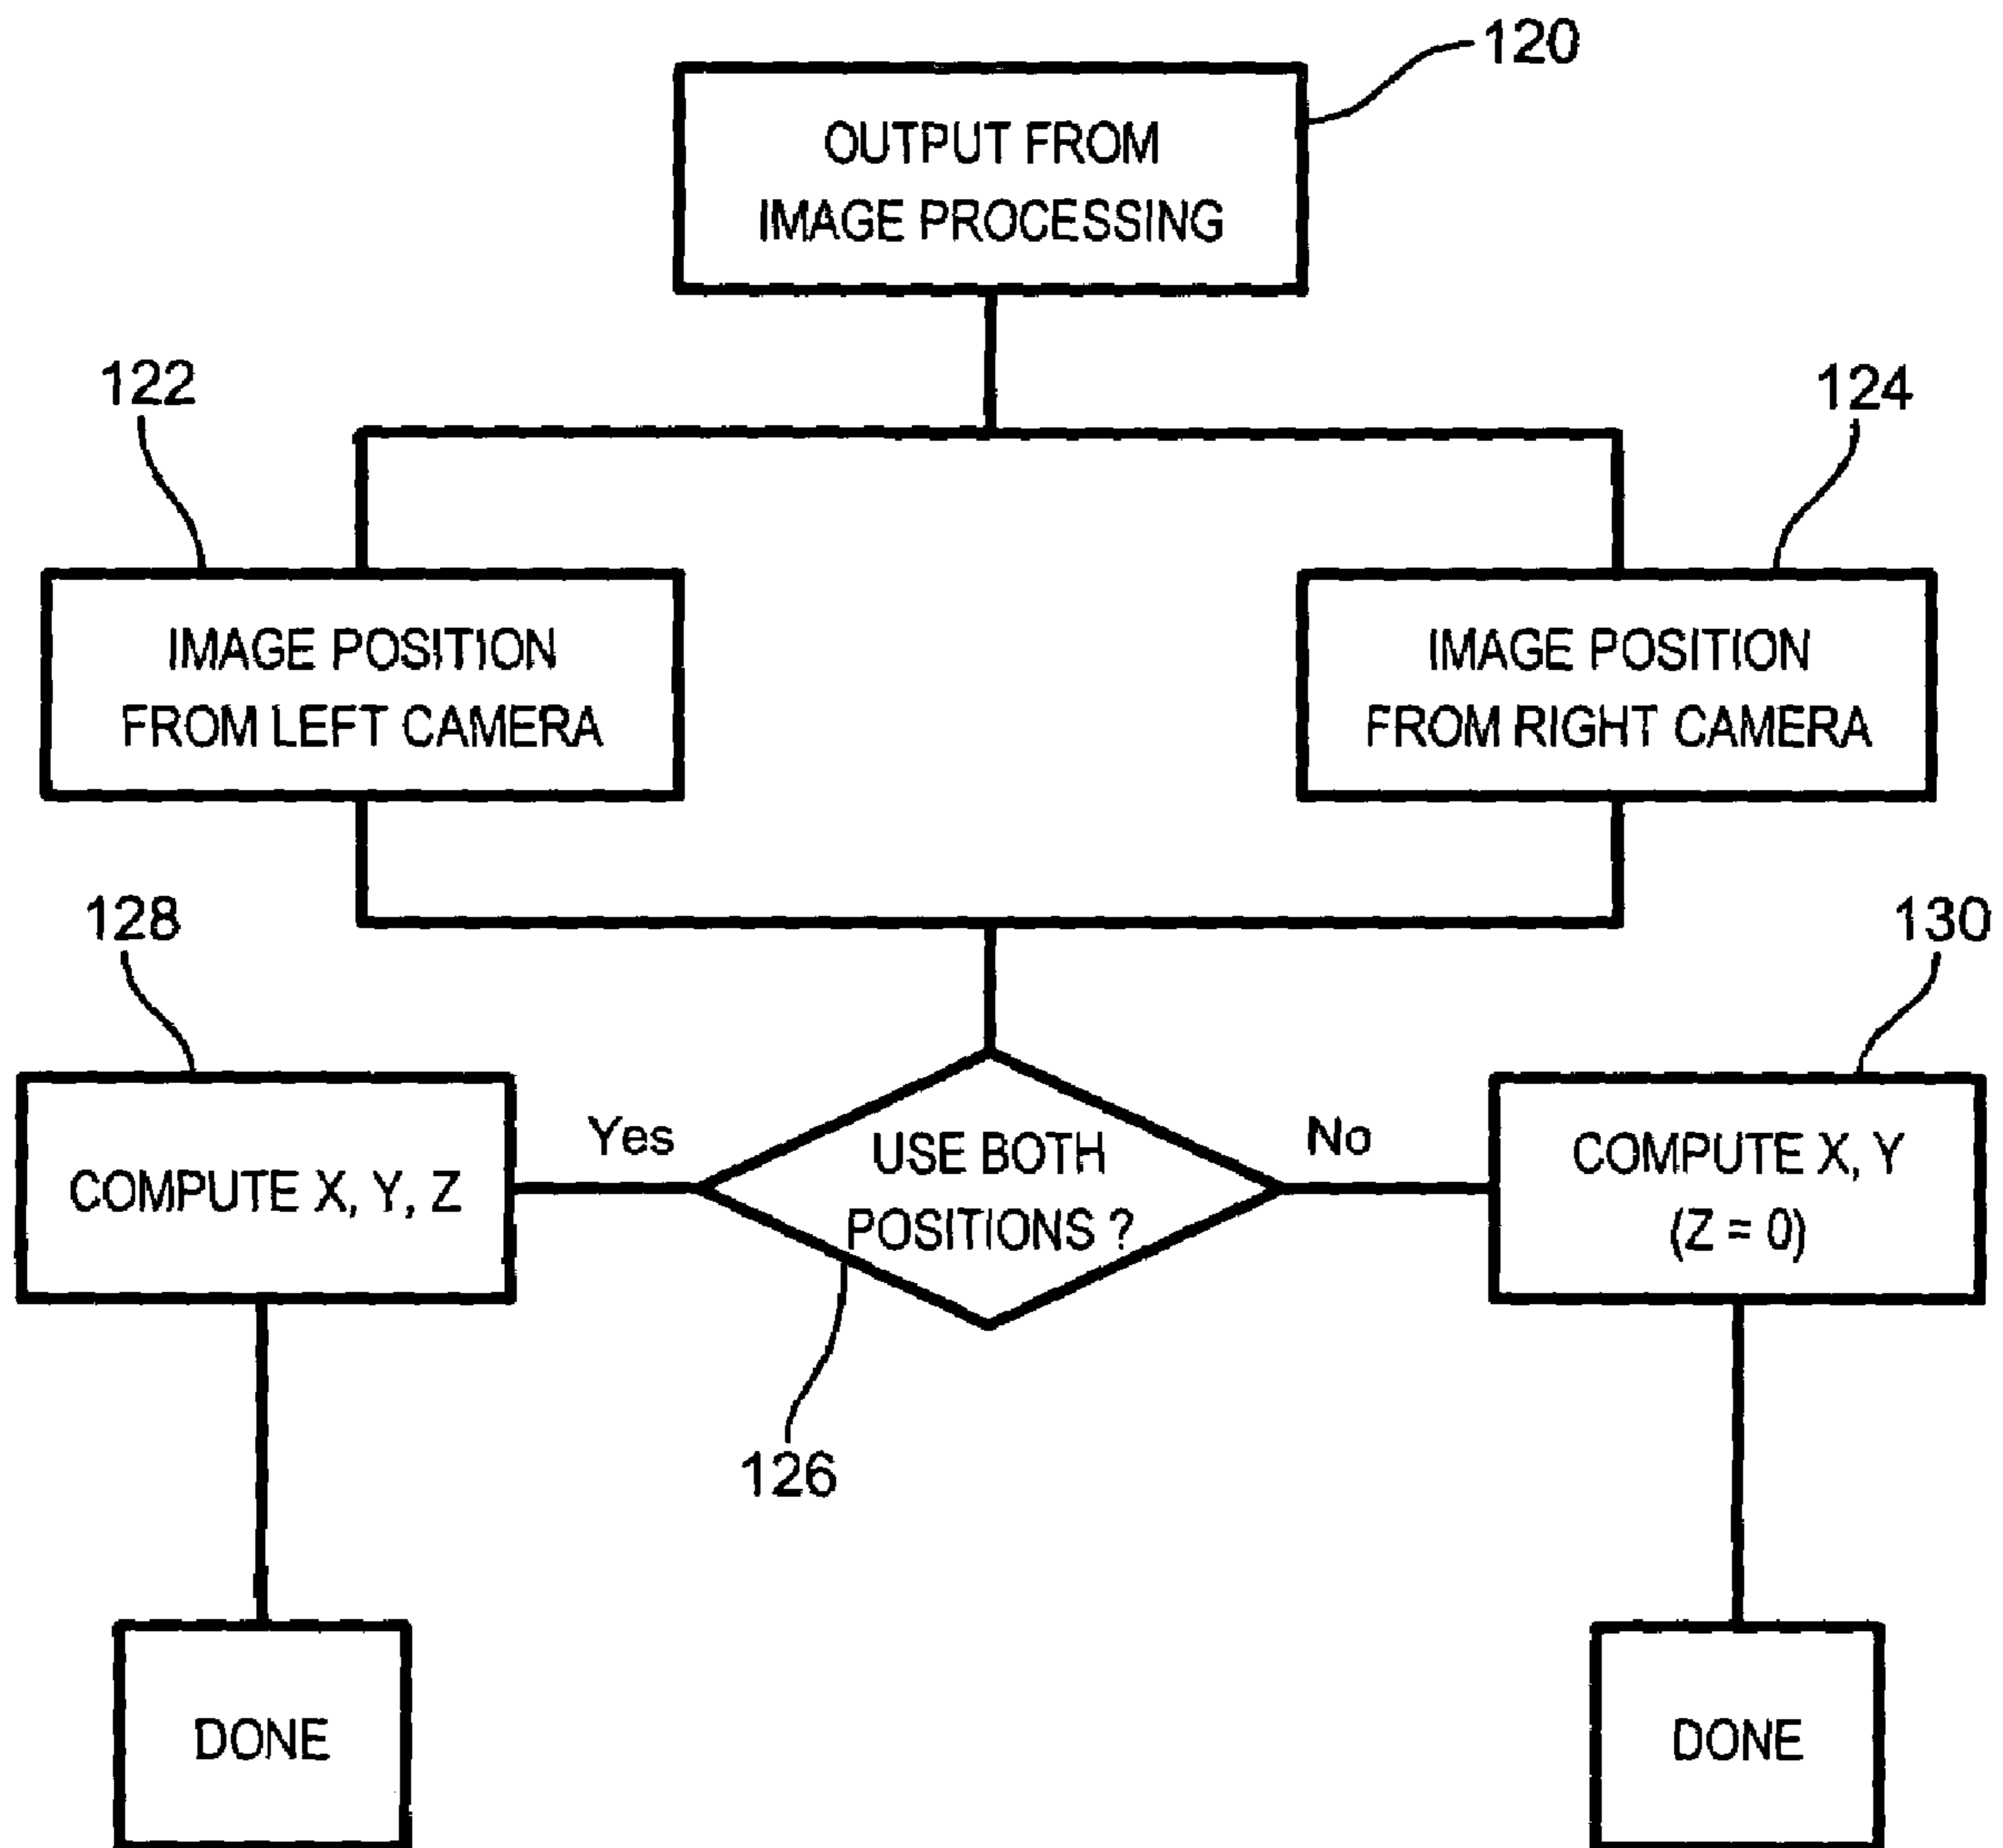 120
OUTPUT FROM
IMAGE PROCESSING
122
124
IMAGE POSITION
FROM LEFT CAMERA
IMAGE POSITION
FROM RIGHT CAMERA
128
130
COMPUTE X, Y, Z
Yes
USE BOTH
POSITIONS ?
No
COMPUTE X, Y
(Z = 0)
126
DONE
DONE